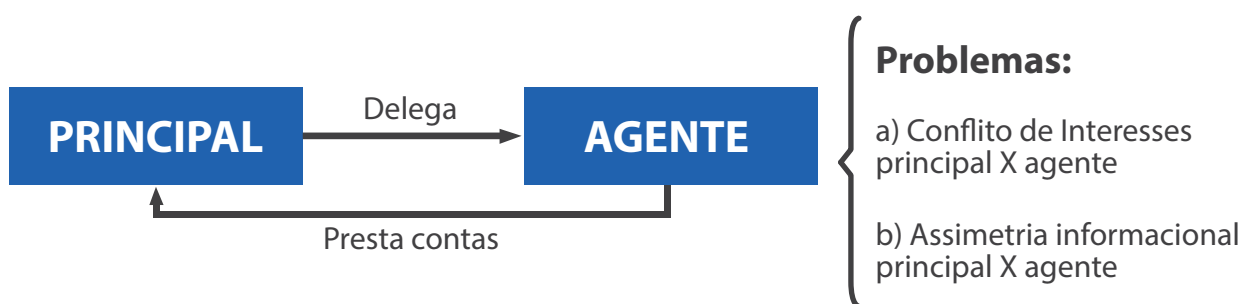 PRINCIPAL
Delega
AGENTE
Presta contas
Problemas:
a) Conflito de Interesses
principal X agente
b) Assimetria informacional
principal X agente